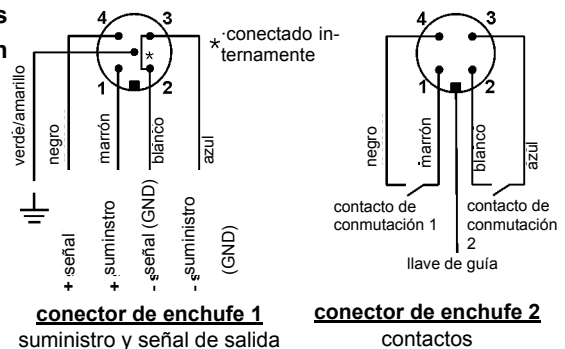 s
n
4
3
1
2
*
* conectado in-
ternamente
verde/amarillo
negro
marrón
blanco
azul
+ señal
+ suministro
- señal (GND)
- suministro
(GND)
conector de enchufe 1
suministro y señal de salida
4
3
1
2
negro
marrón
blanco
azul
contacto de
conmutación 1
contacto de
conmutación
2
llave de guía
conector de enchufe 2
contactos